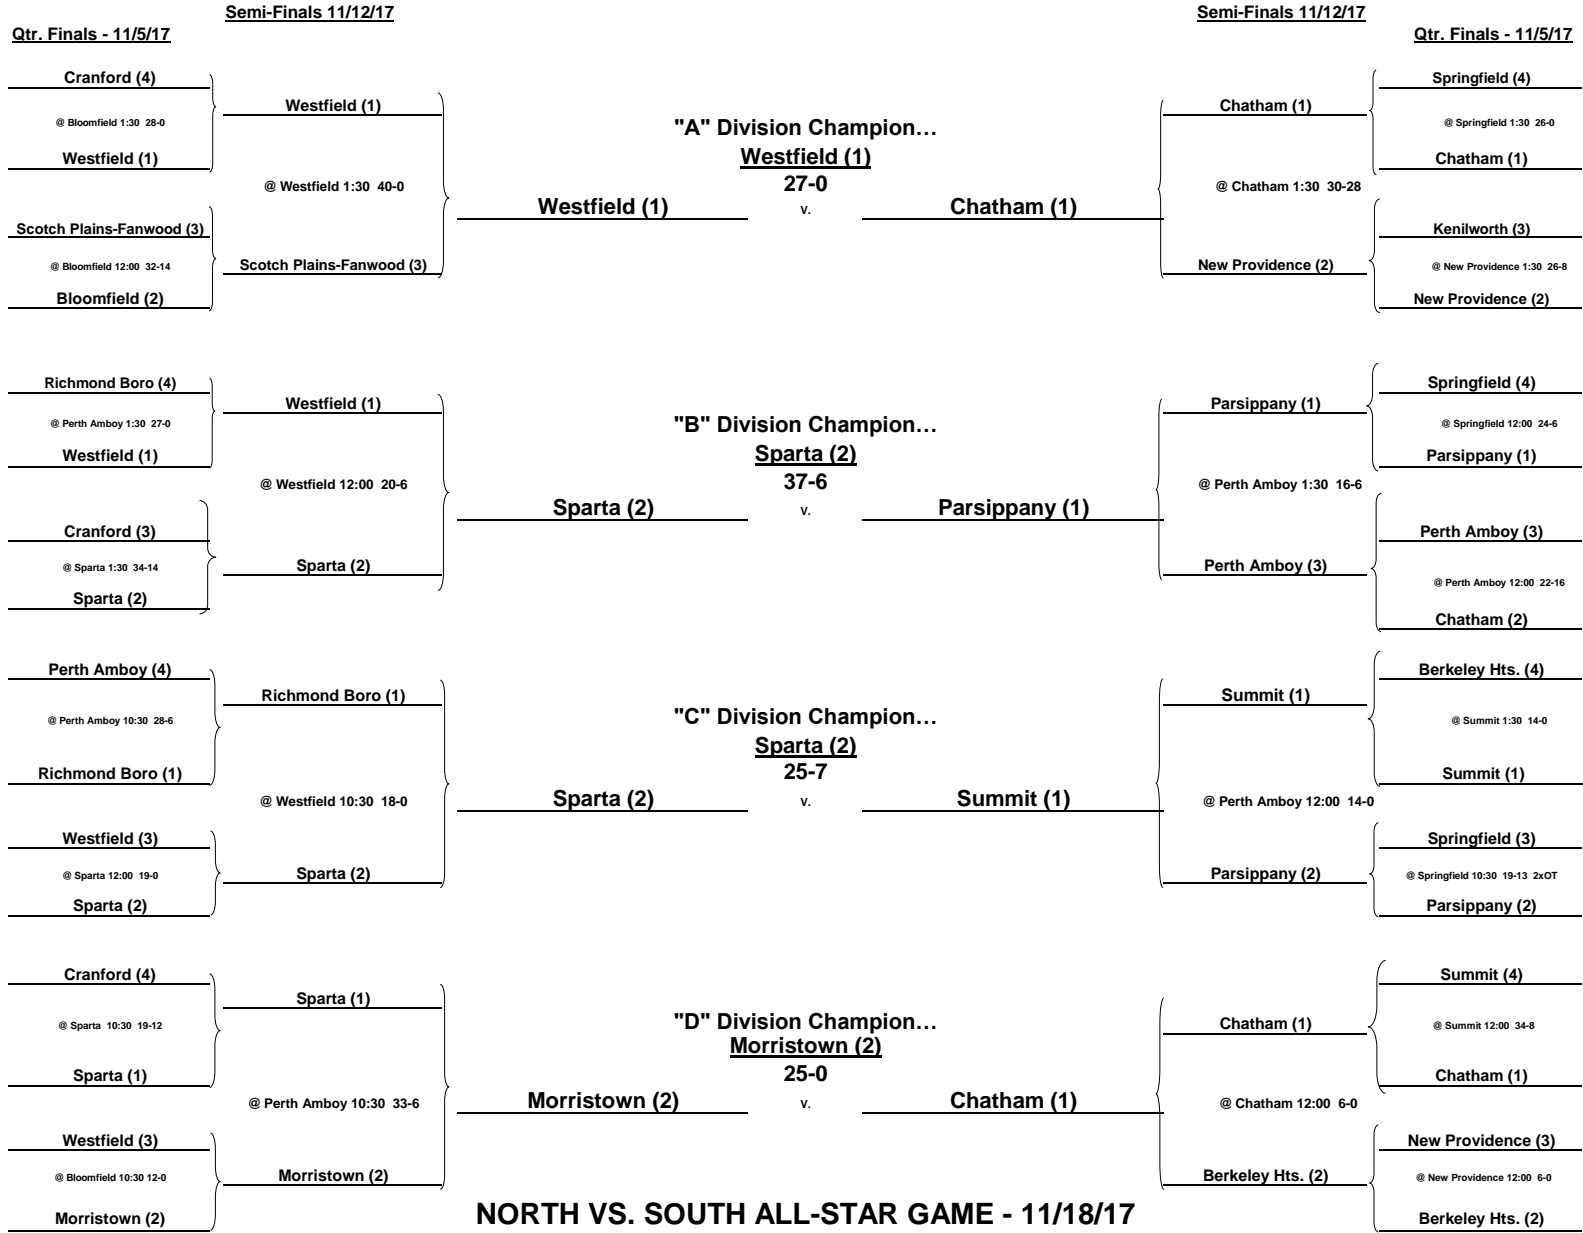 Semi-Finals 11/12/17
Semi-Finals 11/12/17
Qtr. Finals - 11/5/17
Qtr. Finals - 11/5/17
Cranford (4)
@ Bloomfield 1:30 28-0
Westfield (1)
Scotch Plains-Fanwood (3)
@ Bloomfield 12:00 32-14
Bloomfield (2)
Westfield (1)
@ Westfield 1:30 40-0
Scotch Plains-Fanwood (3)
Westfield (1)
"A" Division Champion…
Westfield (1)
27-0
v.
Chatham (1)
Chatham (1)
@ Chatham 1:30 30-28
New Providence (2)
Springfield (4)
@ Springfield 1:30 26-0
Chatham (1)
Kenilworth (3)
@ New Providence 1:30 26-8
New Providence (2)
Richmond Boro (4)
@ Perth Amboy 1:30 27-0
Westfield (1)
Cranford (3)
@ Sparta 1:30 34-14
Sparta (2)
Westfield (1)
@ Westfield 12:00 20-6
Sparta (2)
Sparta (2)
"B" Division Champion…
Sparta (2)
37-6
v.
Parsippany (1)
Parsippany (1)
@ Perth Amboy 1:30 16-6
Perth Amboy (3)
Springfield (4)
@ Springfield 12:00 24-6
Parsippany (1)
Perth Amboy (3)
@ Perth Amboy 12:00 22-16
Chatham (2)
Perth Amboy (4)
@ Perth Amboy 10:30 28-6
Richmond Boro (1)
Westfield (3)
@ Sparta 12:00 19-0
Sparta (2)
Richmond Boro (1)
@ Westfield 10:30 18-0
Sparta (2)
Sparta (2)
"C" Division Champion…
Sparta (2)
25-7
v.
Summit (1)
Summit (1)
@ Perth Amboy 12:00 14-0
Parsippany (2)
Berkeley Hts. (4)
@ Summit 1:30 14-0
Summit (1)
Springfield (3)
@ Springfield 10:30 19-13 2xOT
Parsippany (2)
Cranford (4)
@ Sparta 10:30 19-12
Sparta (1)
Westfield (3)
@ Bloomfield 10:30 12-0
Morristown (2)
Sparta (1)
@ Perth Amboy 10:30 33-6
Morristown (2)
Morristown (2)
"D" Division Champion…
Morristown (2)
25-0
v.
Chatham (1)
Chatham (1)
@ Chatham 12:00 6-0
Berkeley Hts. (2)
Summit (4)
@ Summit 12:00 34-8
Chatham (1)
New Providence (3)
@ New Providence 12:00 6-0
Berkeley Hts. (2)
NORTH VS. SOUTH ALL-STAR GAME - 11/18/17